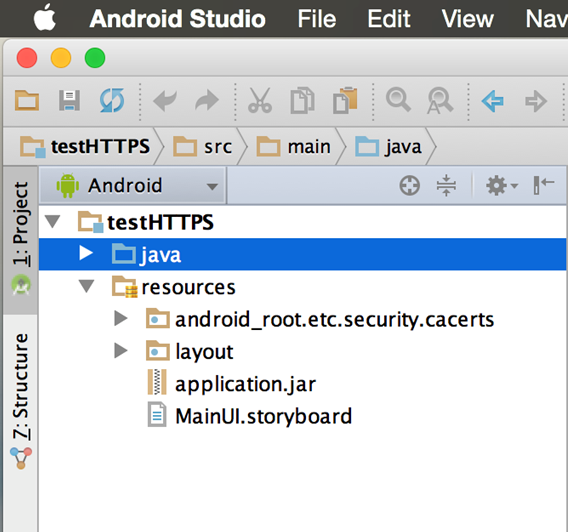 Android Studio File Edit View Nav
testHTTPS src main java
Android
1: Project
testHTTPS
java
resources
android_root.etc.security.cacerts
layout
application.jar
MainUI.storyboard
Z: Structure